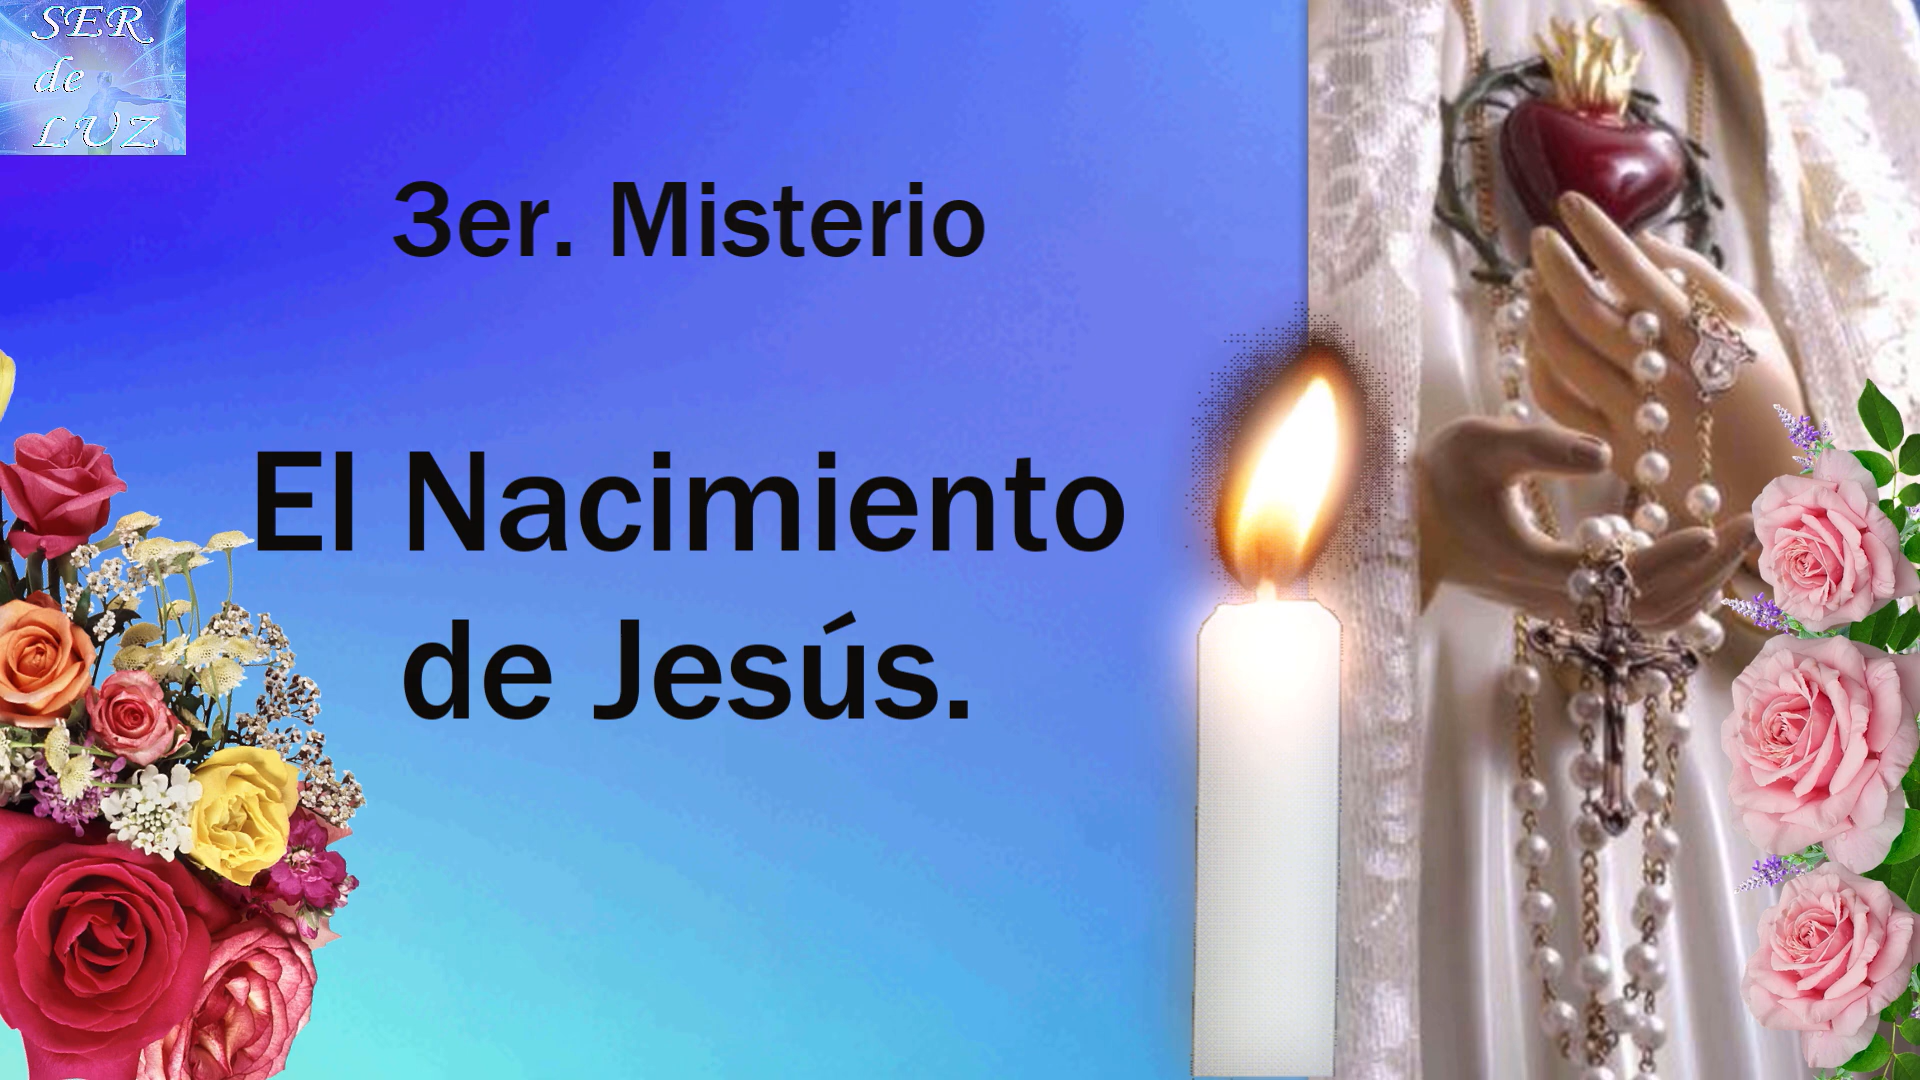 SER
de
LUZ
3er. Misterio
El Nacimiento
de Jesús.